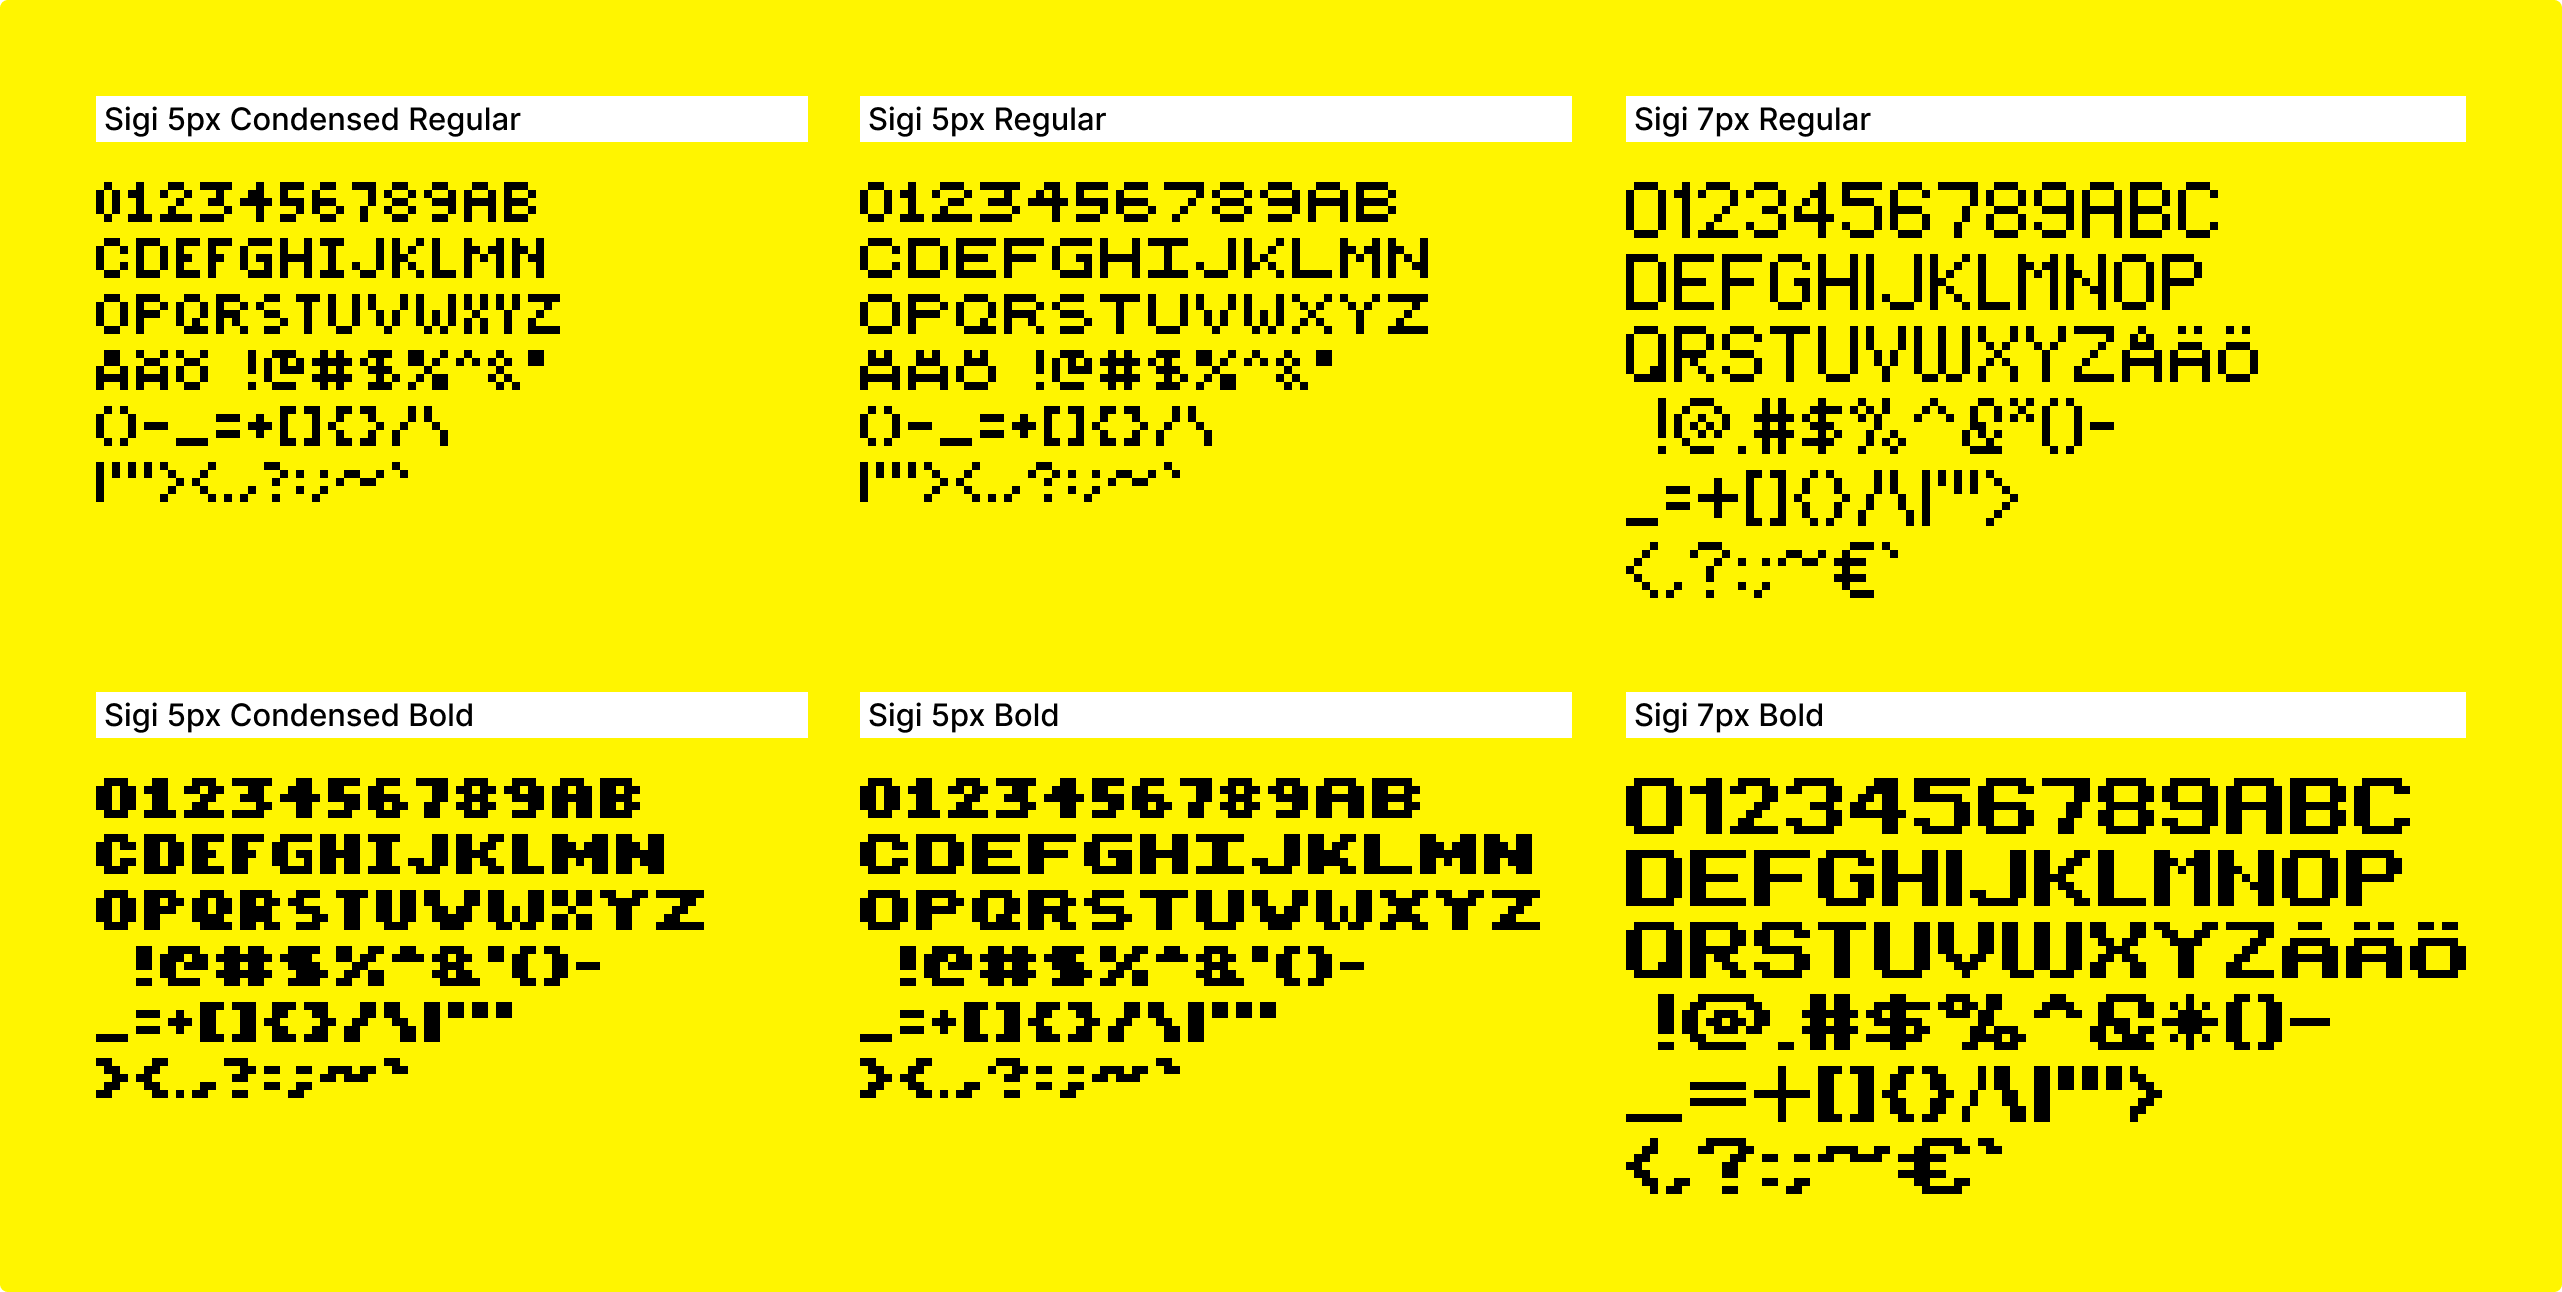 Sigi 5px Condensed Regular
0123456789AB
CDEFGHIJKLMN
OPQRSTUVWXYZ
ÅÄÖ !@#$%^&*
()-_=+[]{}/\
|"'><.,?:;~`
Sigi 5px Regular
0123456789AB
CDEFGHIJKLMN
OPQRSTUVWXYZ
ÅÄÖ !@#$%^&*
()-_=+[]{}/\
|"'><.,?:;~`
Sigi 7px Regular
0123456789ABC
DEFGHIJKLMNOP
QRSTUVWXYZÅÄÖ
!@.#$%^&*()-
_=+[]{}/\|"'>
<,?:;~€`
Sigi 5px Condensed Bold
0123456789AB
CDEFGHIJKLMN
OPQRSTUVWXYZ
!@#$%^&*()-
_=+[]{}/\|"'
><.,?:;~`
Sigi 5px Bold
0123456789AB
CDEFGHIJKLMN
OPQRSTUVWXYZ
!@#$%^&*()-
_=+[]{}/\|"'
><.,?:;~`
Sigi 7px Bold
0123456789ABC
DEFGHIJKLMNOP
QRSTUVWXYZÅÄÖ
!@.#$%^&*()-
_=+[]{}/\|"'>
<,?:;~€`